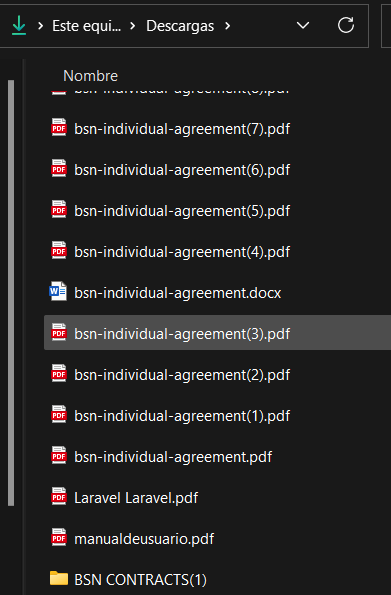 Este equi... Descargas
Nombre
bsn-individual-agreement(8).pdf
bsn-individual-agreement(7).pdf
bsn-individual-agreement(6).pdf
bsn-individual-agreement(5).pdf
bsn-individual-agreement(4).pdf
bsn-individual-agreement.docx
bsn-individual-agreement(3).pdf
bsn-individual-agreement(2).pdf
bsn-individual-agreement(1).pdf
bsn-individual-agreement.pdf
Laravel Laravel.pdf
manualdeusuario.pdf
BSN CONTRACTS(1)